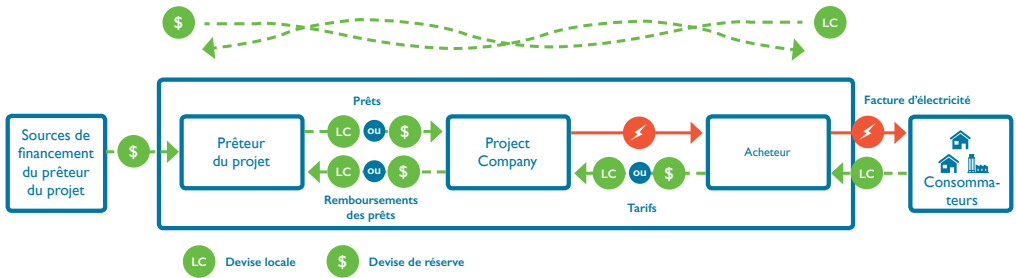 $
LC
Sources de
financement
du prêteur
du projet
$
Prêteur
du projet
Prêts
LC ou $
LC ou $
Remboursements
des prêts
Project
Company
LC ou $
Tarifs
Acheteur
Facture d'électricité
LC
Consomma-
teurs
LC Devise locale
$ Devise de réserve